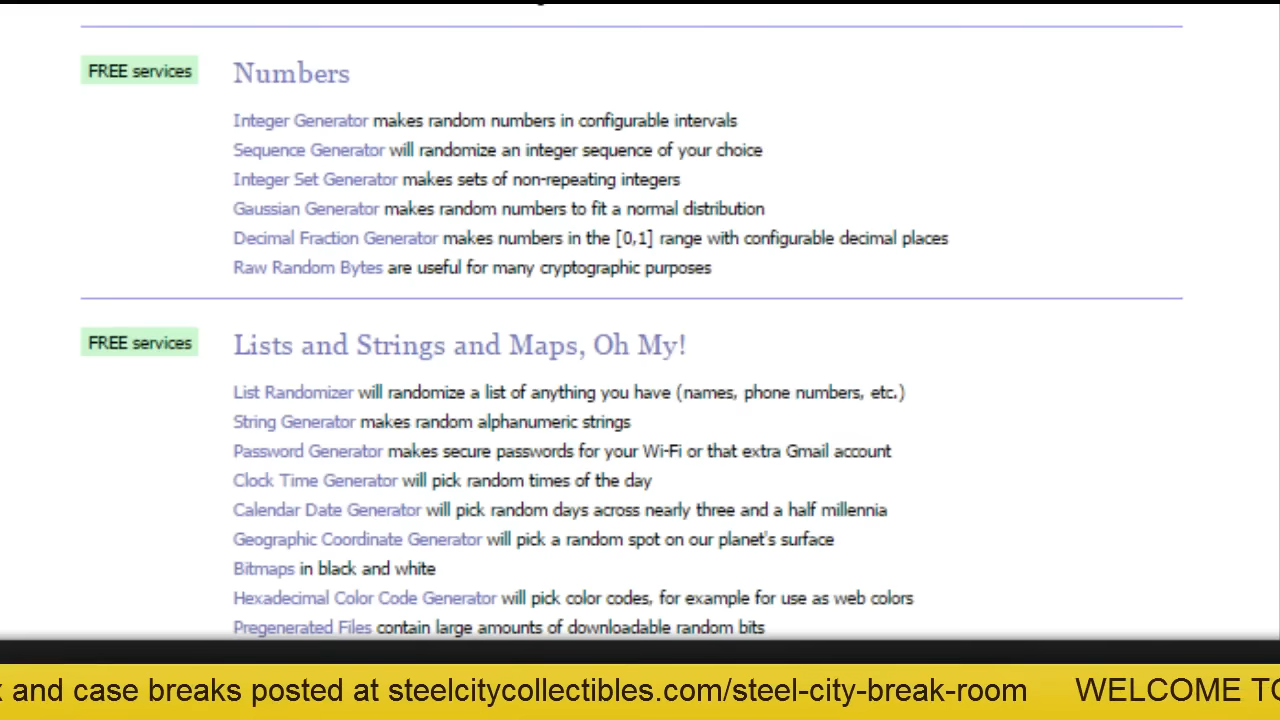 FREE services
Numbers
Integer Generator makes random numbers in configurable intervals
Sequence Generator will randomize an integer sequence of your choice
Integer Set Generator makes sets of non-repeating integers
Gaussian Generator makes random numbers to fit a normal distribution
Decimal Fraction Generator makes numbers in the [0,1] range with configurable decimal places
Raw Random Bytes are useful for many cryptographic purposes
FREE services
Lists and Strings and Maps, Oh My!
List Randomizer will randomize a list of anything you have (names, phone numbers, etc.)
String Generator makes random alphanumeric strings
Password Generator makes secure passwords for your Wi-Fi or that extra Gmail account
Clock Time Generator will pick random times of the day
Calendar Date Generator will pick random days across nearly three and a half millennia
Geographic Coordinate Generator will pick a random spot on our planet's surface
Bitmaps in black and white
Hexadecimal Color Code Generator will pick color codes, for example for use as web colors
Pregenerated Files contain large amounts of downloadable random bits
and case breaks posted at steelcitycollectibles.com/steel-city-break-room WELCOME